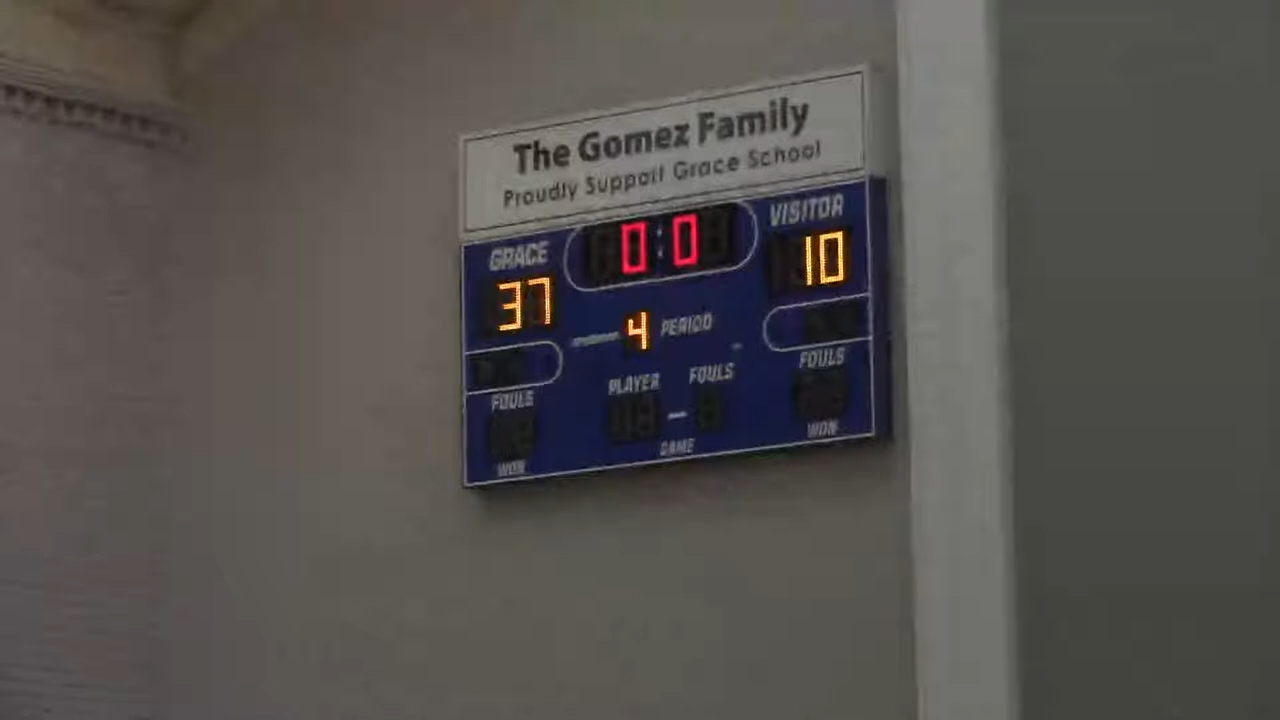 The Gomez Family
Proudly Support Grace School
GRACE
0:0
VISITOR
37
10
4 PERIOD
FOULS
PLAYER FOULS
FOULS
WON
GAME
WON